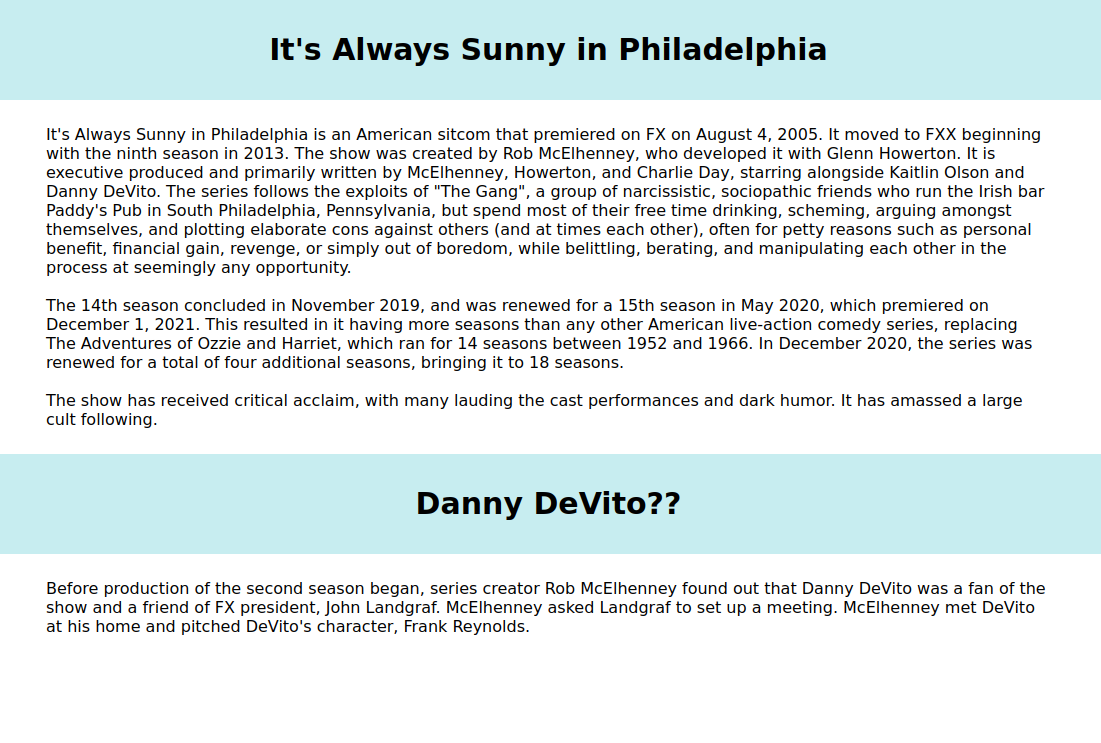 It's Always Sunny in Philadelphia
It's Always Sunny in Philadelphia is an American sitcom that premiered on FX on August 4, 2005. It moved to FXX beginning
with the ninth season in 2013. The show was created by Rob McElhenney, who developed it with Glenn Howerton. It is
executive produced and primarily written by McElhenney, Howerton, and Charlie Day, starring alongside Kaitlin Olson and
Danny DeVito. The series follows the exploits of "The Gang", a group of narcissistic, sociopathic friends who run the Irish bar
Paddy's Pub in South Philadelphia, Pennsylvania, but spend most of their free time drinking, scheming, arguing amongst
themselves, and plotting elaborate cons against others (and at times each other), often for petty reasons such as personal
benefit, financial gain, revenge, or simply out of boredom, while belittling, berating, and manipulating each other in the
process at seemingly any opportunity.
The 14th season concluded in November 2019, and was renewed for a 15th season in May 2020, which premiered on
December 1, 2021. This resulted in it having more seasons than any other American live-action comedy series, replacing
The Adventures of Ozzie and Harriet, which ran for 14 seasons between 1952 and 1966. In December 2020, the series was
renewed for a total of four additional seasons, bringing it to 18 seasons.
The show has received critical acclaim, with many lauding the cast performances and dark humor. It has amassed a large
cult following.
Danny DeVito??
Before production of the second season began, series creator Rob McElhenney found out that Danny DeVito was a fan of the
show and a friend of FX president, John Landgraf. McElhenney asked Landgraf to set up a meeting. McElhenney met DeVito
at his home and pitched DeVito's character, Frank Reynolds.